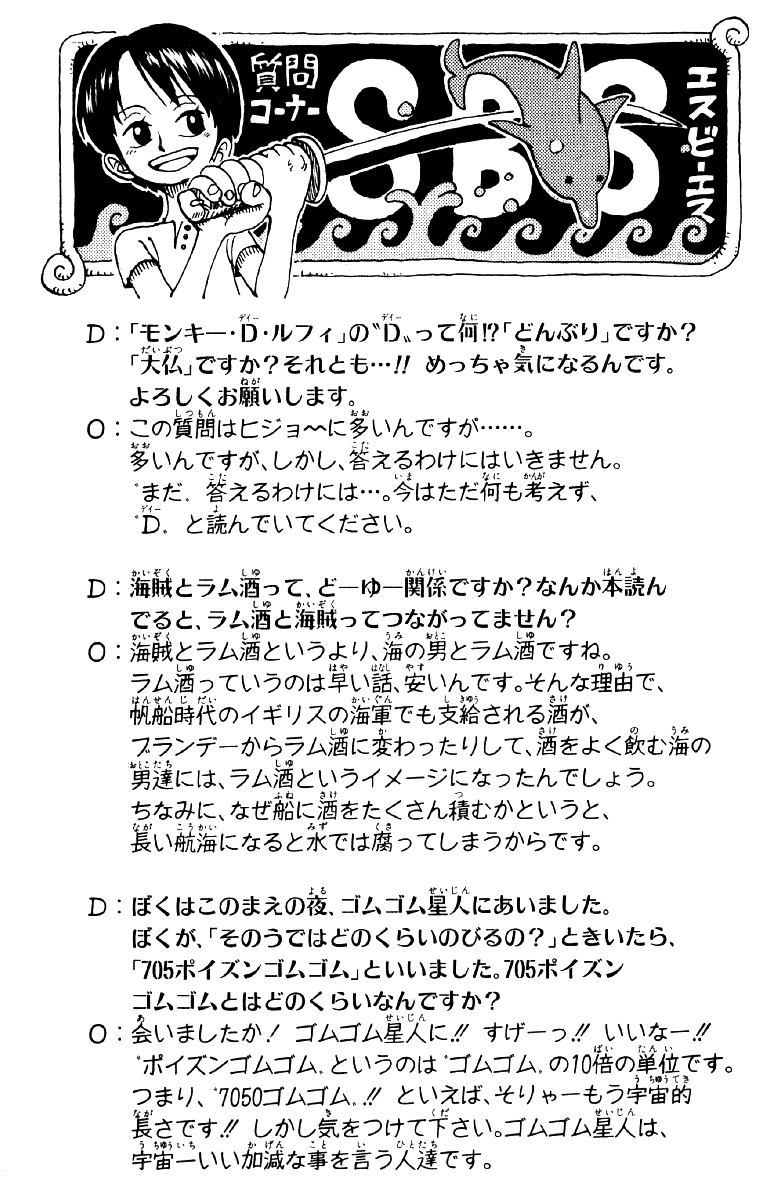 質問
コーナー
SBS
エスビーエス
D：「モンキー・D・ルフィ」の〝D〟って何!?「どんぶり」ですか？
「大仏」ですか？それとも…!! めっちゃ気になるんです。
よろしくお願いします。
O：この質問はヒジョ〜〜に多いんですが……。
多いんですが、しかし、答えるわけにはいきません。
〝まだ〟答えるわけには…。今はただ何も考えず、
〝D〟と読んでいてください。
D：海賊とラム酒って、どーゆー関係ですか？なんか本読ん
でると、ラム酒と海賊ってつながってません？
O：海賊とラム酒というより、海の男とラム酒ですね。
ラム酒っていうのは早い話、安いんです。そんな理由で、
帆船時代のイギリスの海軍でも支給される酒が、
ブランデーからラム酒に変わったりして、酒をよく飲む海の
男達には、ラム酒というイメージになったんでしょう。
ちなみに、なぜ船に酒をたくさん積むかというと、
長い航海になると水では腐ってしまうからです。
D：ぼくはこのまえの夜、ゴムゴム星人にあいました。
ぼくが、「そのうではどのくらいのびるの？」ときいたら、
「705ポイズンゴムゴム」といいました。705ポイズン
ゴムゴムとはどのくらいなんですか？
O：会いましたか！ ゴムゴム星人に!! すげーっ!! いいなー!!
〝ポイズンゴムゴム〟というのは〝ゴムゴム〟の10倍の単位です。
つまり、〝7050ゴムゴム〟!! といえば、そりゃーもう宇宙的
長さです!! しかし気をつけて下さい。ゴムゴム星人は、
宇宙一いい加減な事を言う人達です。